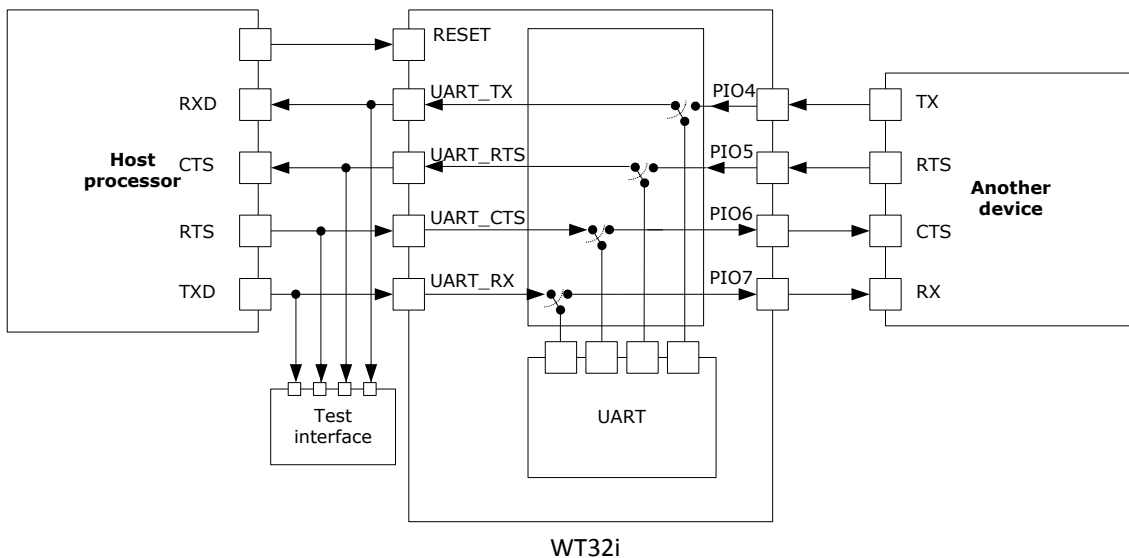 RESET
RXD
UART_TX
PIO4
TX
Host
processor
CTS
UART_RTS
PIO5
RTS
Another
device
RTS
UART_CTS
PIO6
CTS
TXD
UART_RX
PIO7
RX
Test
interface
UART
WT32i